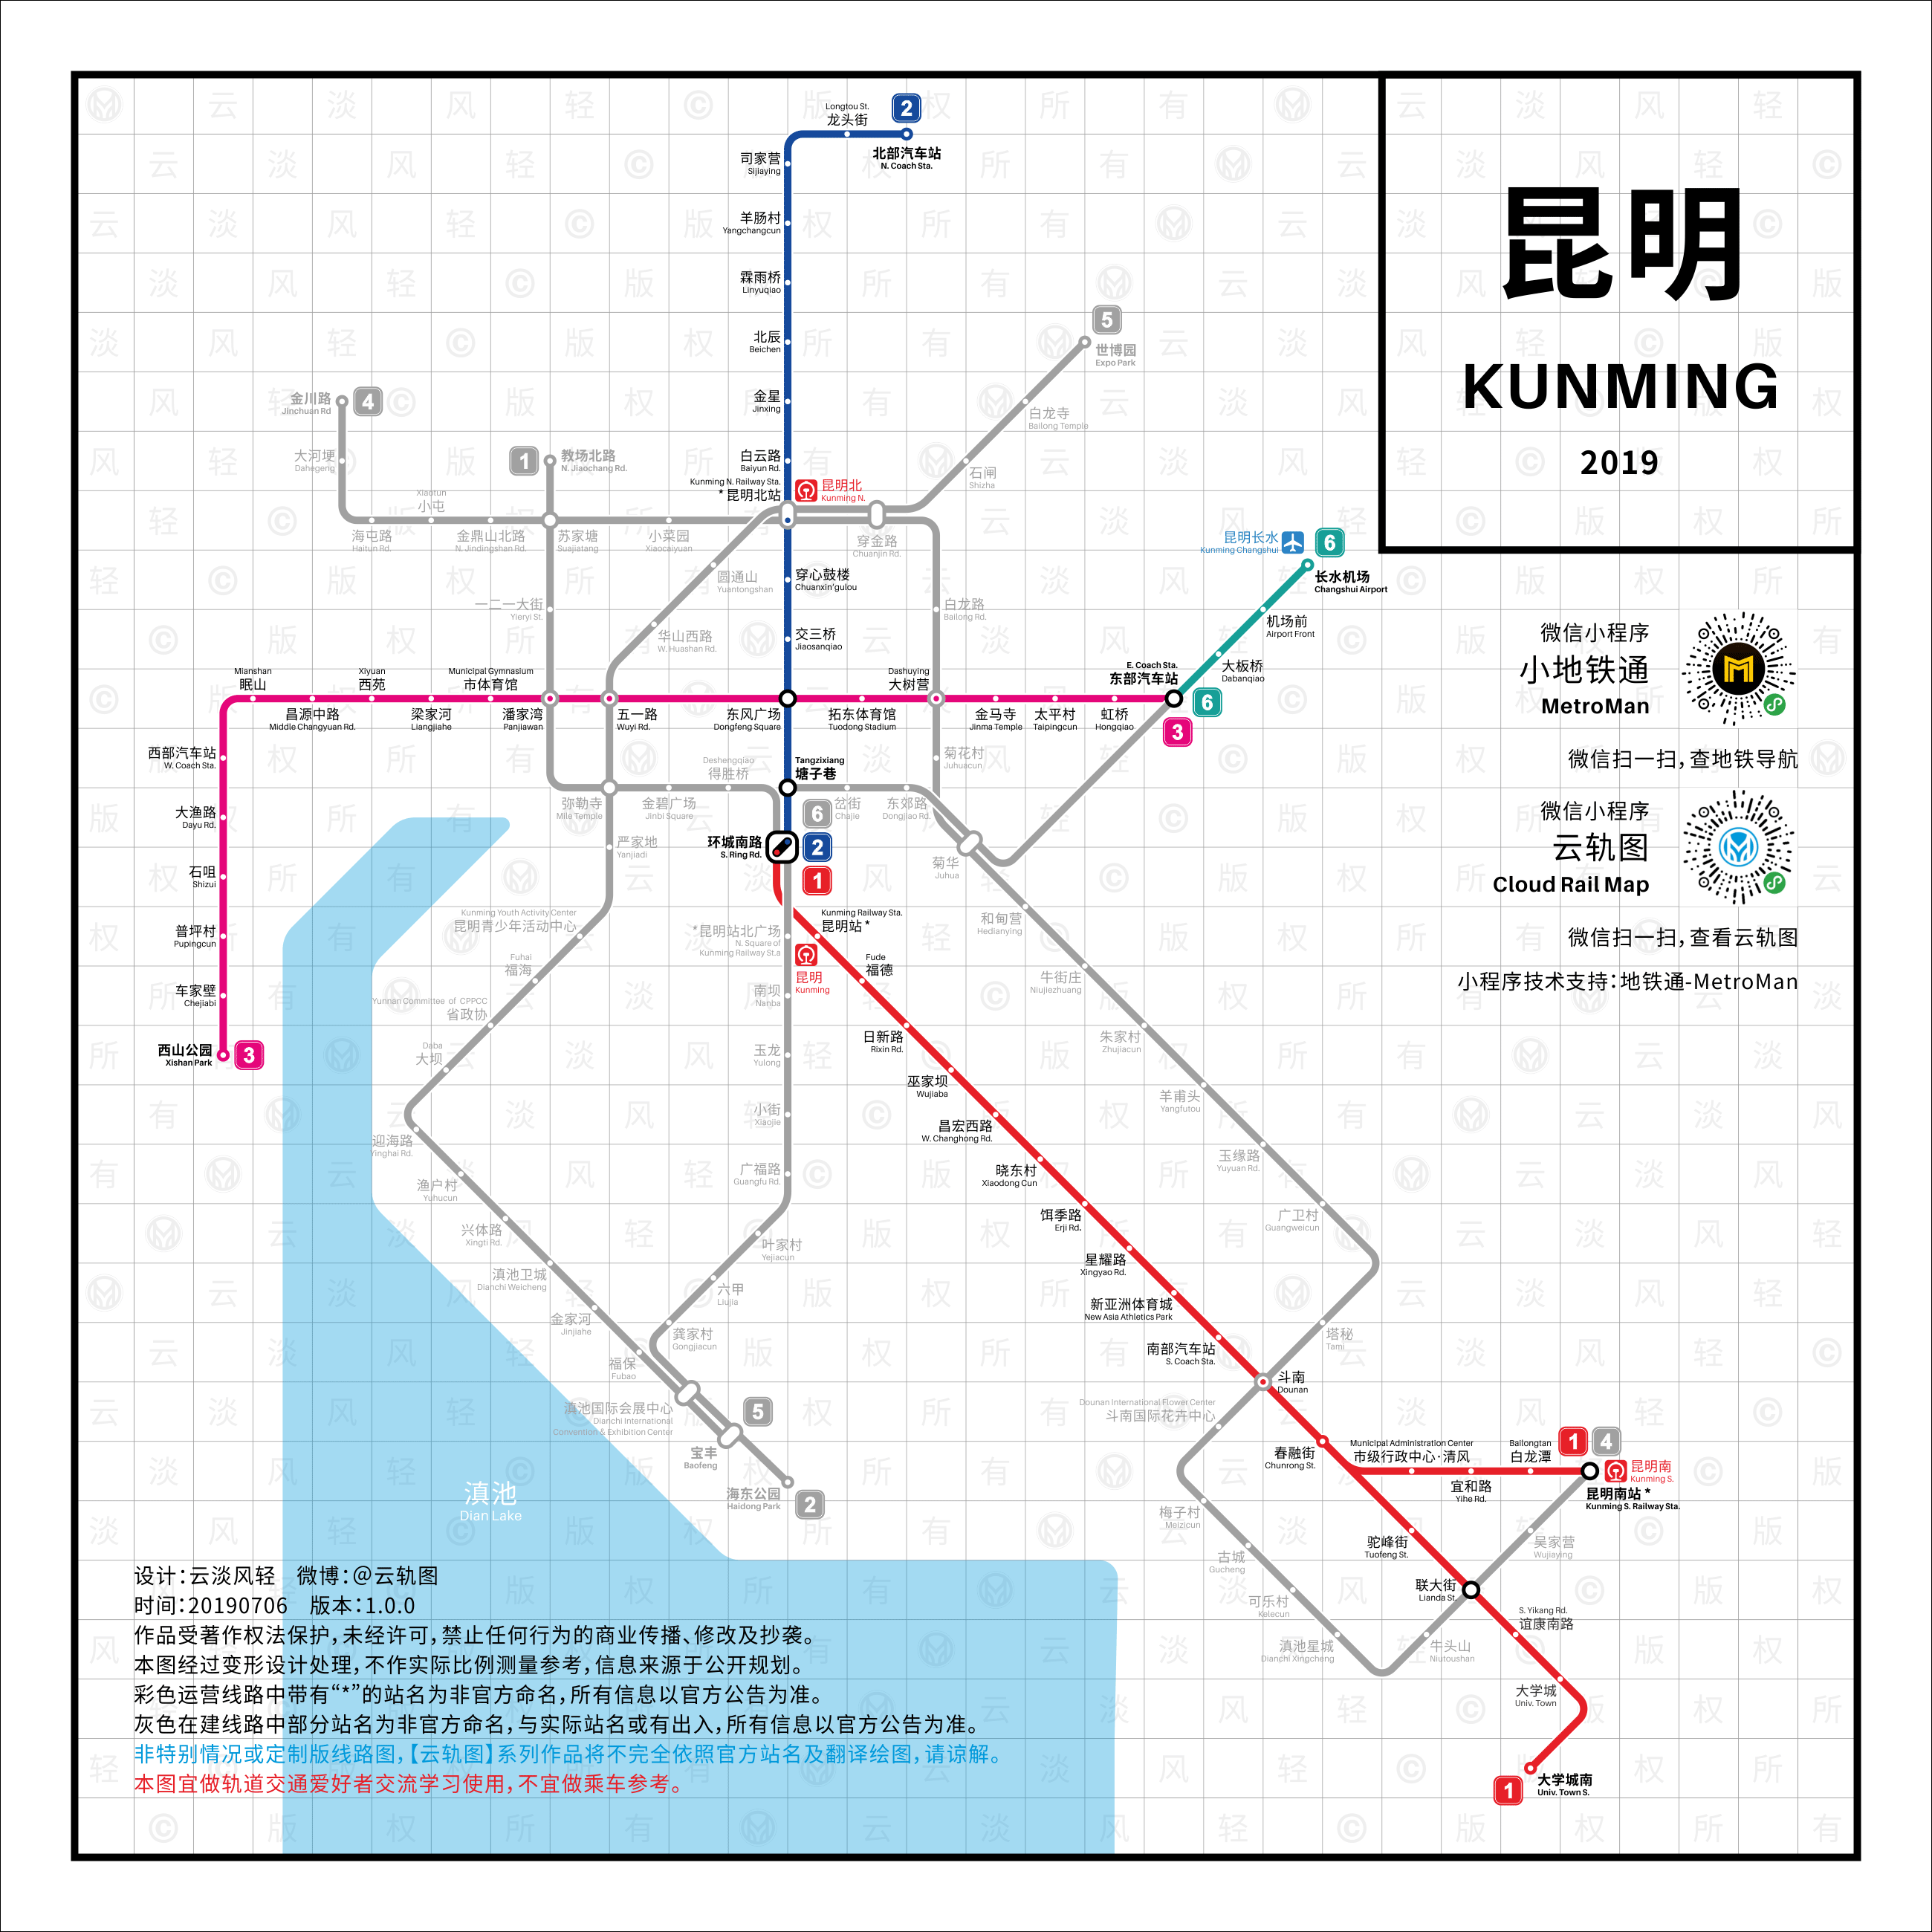 昆明
KUNMING
2019
Longtou St.
龙头街
2
北部汽车站
N. Coach Sta.
司家营
Sijiaying
羊肠村
Yangchangcun
霖雨桥
Linyuqiao
北辰
Beichen
金星
Jinxing
白云路
Baiyun Rd.
Kunming N. Railway Sta.
* 昆明北站
昆明北
Kunming N.
5
世博园
Expo Park
白龙寺
Bailong Temple
石闸
Shizha
穿金路
Chuanjin Rd.
金川路
Jinchuan Rd
4
大河埂
Dahegeng
Xiaotun
小屯
1
教场北路
N. Jiaochang Rd.
海屯路
Haitun Rd.
金鼎山北路
N. Jindingshan Rd.
苏家塘
Suajiatang
小菜园
Xiaocaiyuan
圆通山
Yuantongshan
穿心鼓楼
Chuanxin'gulou
一二一大街
Yieryi St.
华山西路
W. Huashan Rd.
交三桥
Jiaosanqiao
白龙路
Bailong Rd.
昆明长水
Kunming Changshui
6
长水机场
Changshui Airport
机场前
Airport Front
大板桥
Dabanqiao
E. Coach Sta.
东部汽车站
6
3
Mianshan
眠山
Xiyuan
西苑
Municipal Gymnasium
市体育馆
Dashuying
大树营
昌源中路
Middle Changyuan Rd.
梁家河
Liangjiahe
潘家湾
Panjiawan
五一路
Wuyi Rd.
东风广场
Dongfeng Square
拓东体育馆
Tuodong Stadium
金马寺
Jinma Temple
太平村
Taipingcun
虹桥
Hongqiao
西部汽车站
W. Coach Sta.
大渔路
Dayu Rd.
石咀
Shizui
普坪村
Pupingcun
车家壁
Chejiabi
西山公园
Xishan Park
3
Deshengqiao
得胜桥
Tangzixiang
塘子巷
菊花村
Juhuacun
弥勒寺
Mile Temple
金碧广场
Jinbi Square
6
岔街
Chajie
东郊路
Dongjiao Rd.
严家地
Yanjiadi
环城南路
S. Ring Rd.
2
1
菊华
Juhua
Kunming Youth Activity Center
昆明青少年活动中心
*昆明站北广场
N. Square of
Kunming Railway St.a
Kunming Railway Sta.
昆明站 *
昆明
Kunming
和甸营
Hedianying
Fuhai
福海
Fude
福德
牛街庄
Niujiezhuang
Yunnan Committee of CPPCC
省政协
南坝
Nanba
日新路
Rixin Rd.
朱家村
Zhujiacun
Daba
大坝
玉龙
Yulong
巫家坝
Wujiaba
羊甫头
Yangfutou
迎海路
Yinghai Rd.
小街
Xiaojie
昌宏西路
W. Changhong Rd.
玉缘路
Yuyuan Rd.
渔户村
Yuhucun
广福路
Guangfu Rd.
晓东村
Xiaodong Cun
广卫村
Guangweicun
兴体路
Xingti Rd.
叶家村
Yejiacun
饵季路
Erji Rd.
滇池卫城
Dianchi Weicheng
六甲
Liujia
星耀路
Xingyao Rd.
金家河
Jinjiahe
龚家村
Gongjiacun
新亚洲体育城
New Asia Athletics Park
塔秘
Tami
福保
Fubao
南部汽车站
S. Coach Sta.
斗南
Dounan
滇池国际会展中心
Dianchi International
Convention & Exhibition Center
5
宝丰
Baofeng
海东公园
Haidong Park
2
Dounan International Flower Center
斗南国际花卉中心
春融街
Chunrong St.
Municipal Administration Center
市级行政中心·清风
Bailongtan
白龙潭
1
4
昆明南
Kunming S.
昆明南站 *
Kunming S. Railway Sta.
宜和路
Yihe Rd.
梅子村
Meizicun
驼峰街
Tuofeng St.
吴家营
Wujiaying
古城
Gucheng
联大街
Lianda St.
可乐村
Kelecun
S. Yikang Rd.
谊康南路
滇池星城
Dianchi Xingcheng
牛头山
Niutoushan
大学城
Univ. Town
1
大学城南
Univ. Town S.
滇池
Dian Lake
微信小程序
小地铁通
MetroMan
微信扫一扫，查地铁导航
微信小程序
云轨图
Cloud Rail Map
微信扫一扫，查看云轨图
小程序技术支持：地铁通-MetroMan
设计：云淡风轻　微博：@云轨图
时间：20190706　版本：1.0.0
作品受著作权法保护，未经许可，禁止任何行为的商业传播、修改及抄袭。
本图经过变形设计处理，不作实际比例测量参考，信息来源于公开规划。
彩色运营线路中带有“*”的站名为非官方命名，所有信息以官方公告为准。
灰色在建线路中部分站名为非官方命名，与实际站名或有出入，所有信息以官方公告为准。
非特别情况或定制版线路图，【云轨图】系列作品将不完全依照官方站名及翻译绘图，请谅解。
本图宜做轨道交通爱好者交流学习使用，不宜做乘车参考。